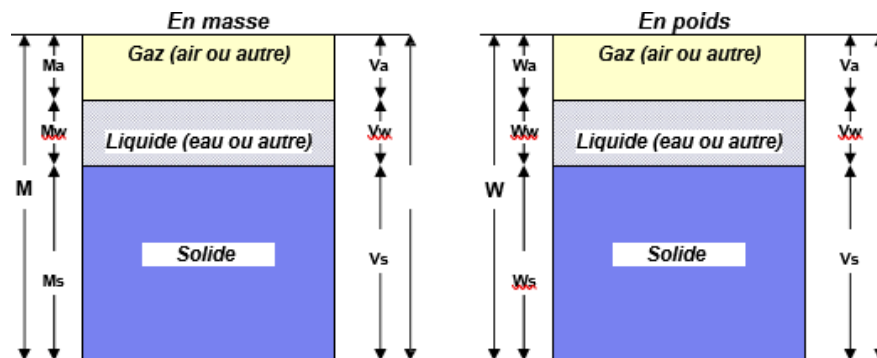 En masse
Gaz (air ou autre)
Ma
Va
Mw
Vw
Liquide (eau ou autre)
M
Solide
Ms
Vs
En poids
Gaz (air ou autre)
Wa
Va
Ww
Vw
Liquide (eau ou autre)
W
Solide
Ws
Vs